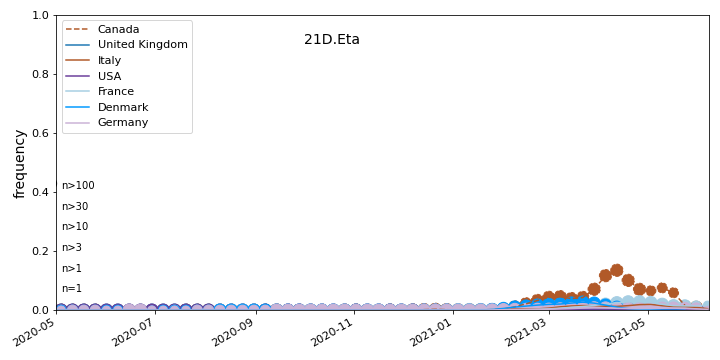 21D.Eta
Canada
United Kingdom
Italy
USA
France
Denmark
Germany
frequency
1.0
0.8
0.6
0.4
0.2
0.0
n>100
n>30
n>10
n>3
n>1
n=1
2020-05
2020-07
2020-09
2020-11
2021-01
2021-03
2021-05